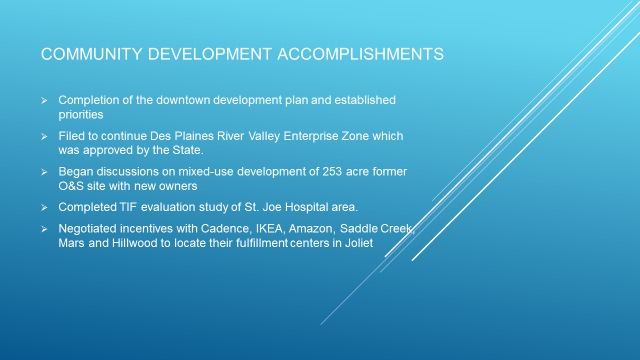 COMMUNITY DEVELOPMENT ACCOMPLISHMENTS
Completion of the downtown development plan and established
priorities
Filed to continue Des Plaines River Valley Enterprise Zone which
was approved by the State.
Began discussions on mixed-use development of 253 acre former
O&S site with new owners
Completed TIF evaluation study of St. Joe Hospital area.
Negotiated incentives with Cadence, IKEA, Amazon, Saddle Creek,
Mars and Hillwood to locate their fulfillment centers in Joliet